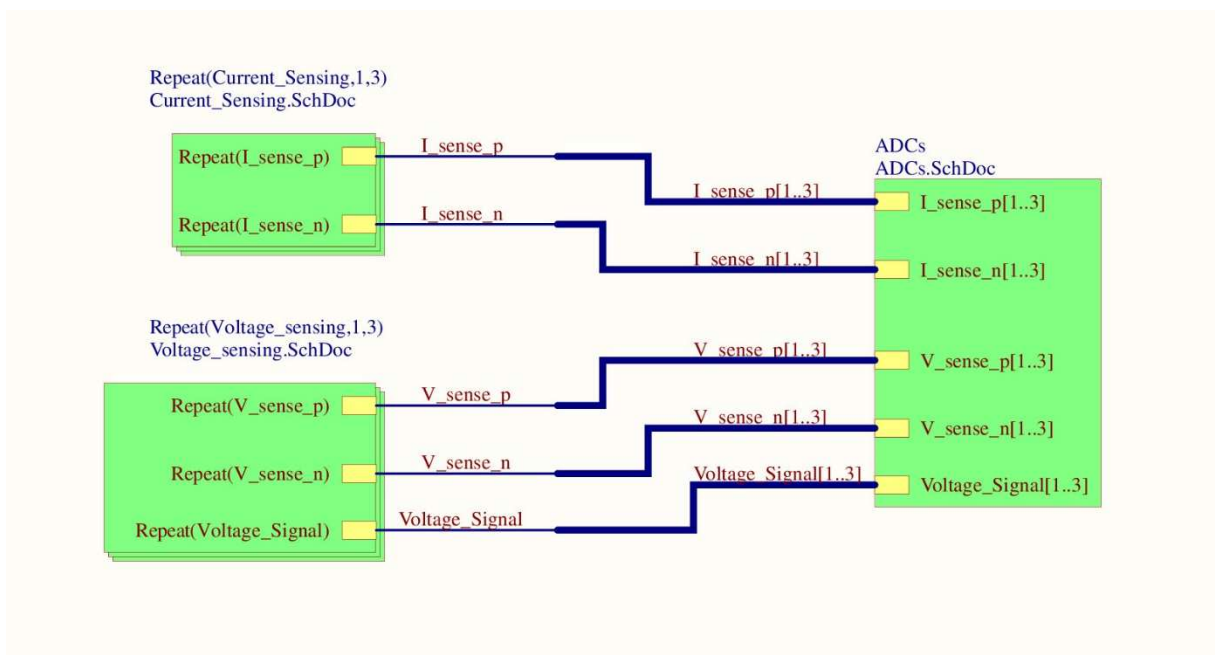 Repeat(Current_Sensing,1,3)
Current_Sensing.SchDoc
Repeat(I_sense_p)
I_sense_p
Repeat(I_sense_n)
I_sense_n
I_sense_p[1..3]
I_sense_n[1..3]
ADCs
ADCs.SchDoc
I_sense_p[1..3]
I_sense_n[1..3]
V_sense_p[1..3]
V_sense_n[1..3]
Voltage_Signal[1..3]
Repeat(Voltage_sensing,1,3)
Voltage_sensing.SchDoc
Repeat(V_sense_p)
V_sense_p
Repeat(V_sense_n)
V_sense_n
Repeat(Voltage_Signal)
Voltage_Signal
V_sense_p[1..3]
V_sense_n[1..3]
Voltage_Signal[1..3]